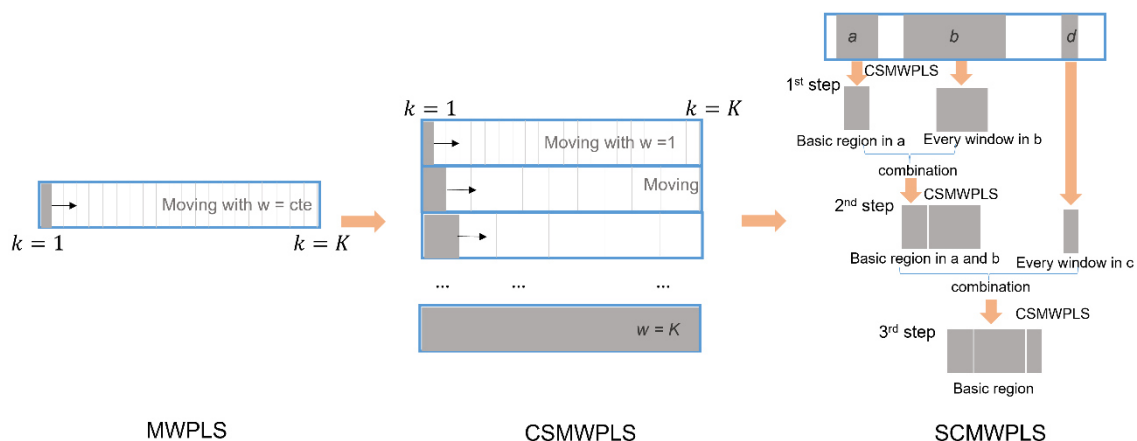 k = 1
k = K
Moving with w = cte
MWPLS
k = 1
k = K
Moving with w =1
Moving
...
...
...
w = K
CSMWPLS
a
b
d
CSMWPLS
1st step
Basic region in a
Every window in b
combination
CSMWPLS
2nd step
Basic region in a and b
Every window in c
combination
CSMWPLS
3rd step
Basic region
SCMWPLS